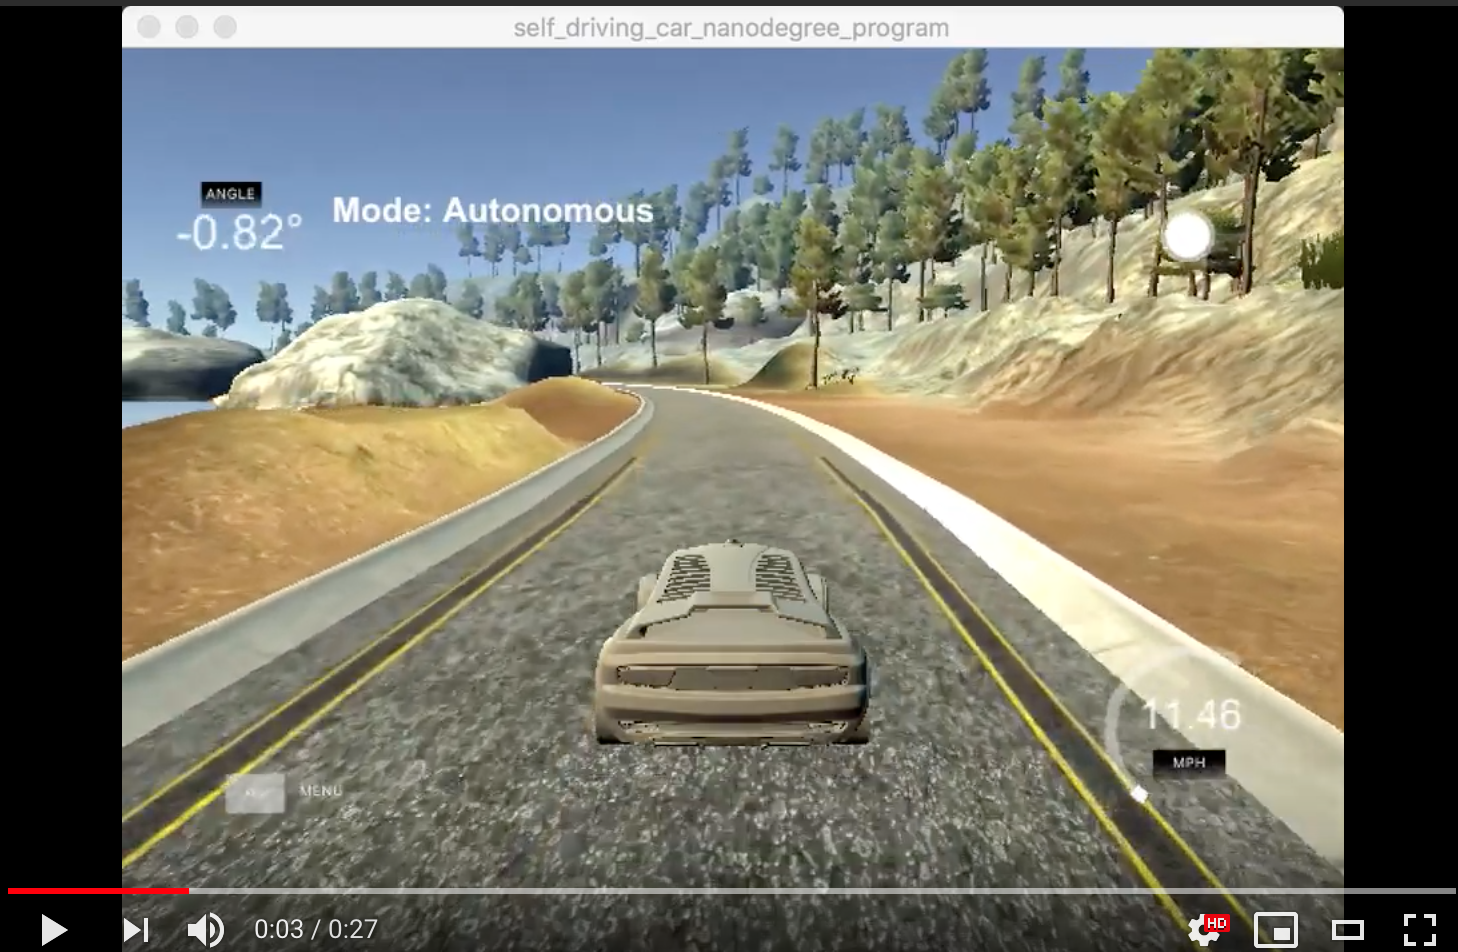 self_driving_car_nanodegree_program
ANGLE
-0.82°
Mode: Autonomous
11.46
MPH
MENU
0:03 / 0:27
HD